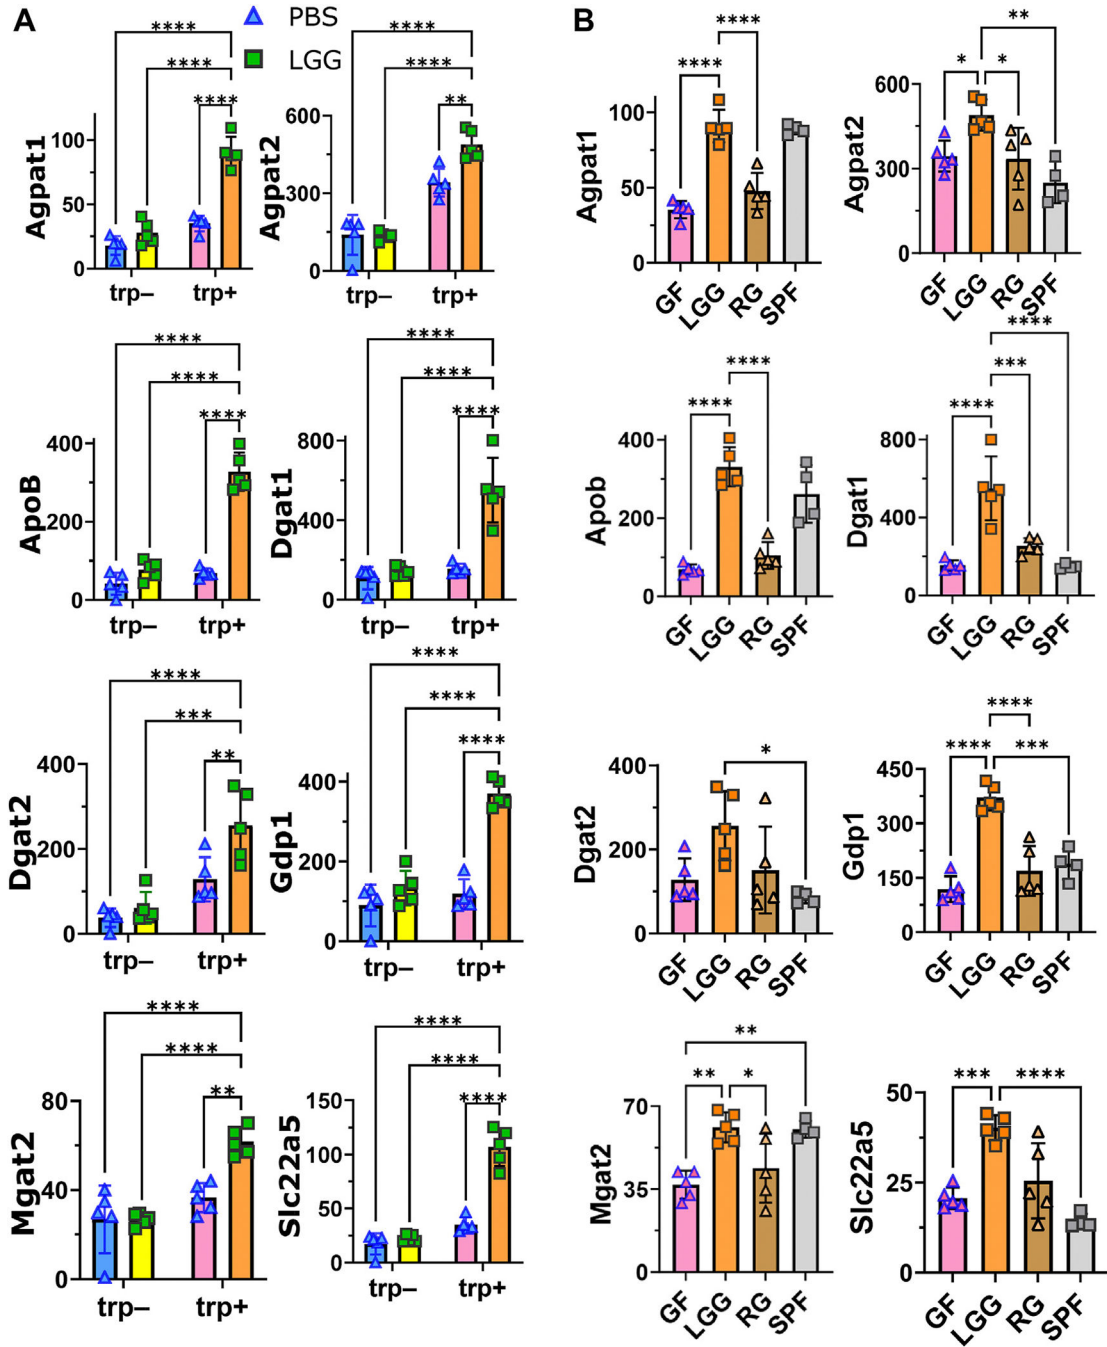 A
PBS
LGG
****
****
****
Agpat1
100
50
0
trp–
trp+
****
****
**
Agpat2
600
300
0
trp–
trp+
****
****
****
ApoB
400
200
0
trp–
trp+
****
****
****
Dgat1
800
400
0
trp–
trp+
****
***
**
Dgat2
400
200
0
trp–
trp+
****
****
****
Gdp1
400
200
0
trp–
trp+
****
****
**
Mgat2
80
40
0
trp–
trp+
****
****
****
Slc22a5
150
100
50
0
trp–
trp+
B
****
****
Agpat1
100
50
0
GF
LGG
RG
SPF
**
*
*
Agpat2
600
300
0
GF
LGG
RG
SPF
****
****
Apob
400
200
0
GF
LGG
RG
SPF
****
***
****
Dgat1
800
400
0
GF
LGG
RG
SPF
*
Dgat2
400
200
0
GF
LGG
RG
SPF
****
****
***
Gdp1
450
300
150
0
GF
LGG
RG
SPF
**
**
*
Mgat2
70
35
0
GF
LGG
RG
SPF
***
****
Slc22a5
50
25
0
GF
LGG
RG
SPF